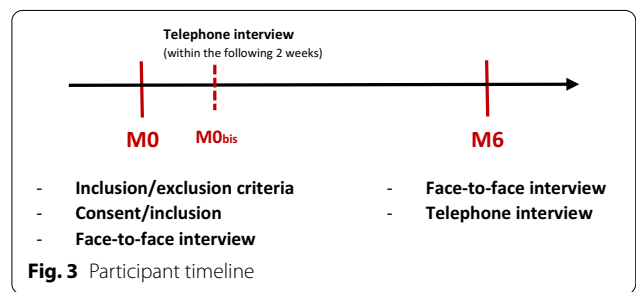 Telephone interview
(within the following 2 weeks)
M0
M0bis
M6
- Inclusion/exclusion criteria
- Consent/inclusion
- Face-to-face interview
- Face-to-face interview
- Telephone interview
Fig. 3 Participant timeline